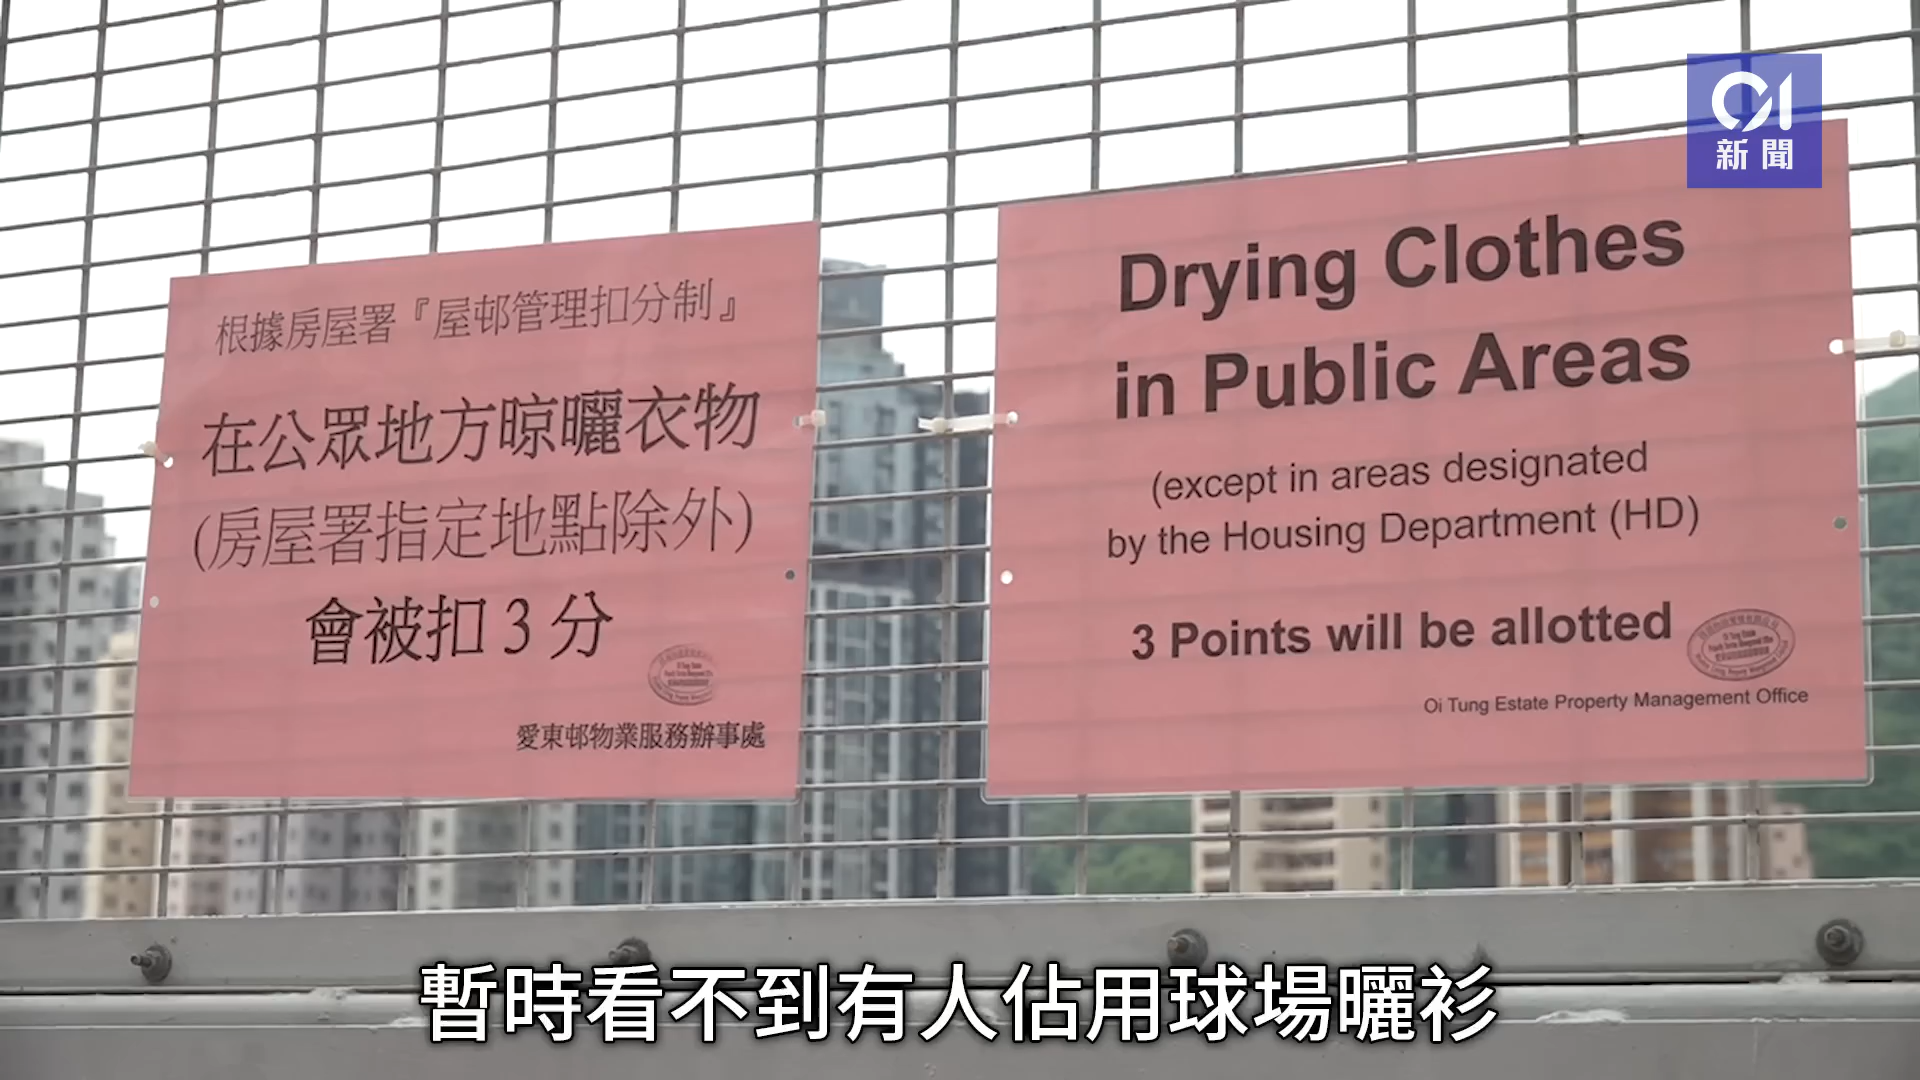 根據房屋署『屋邨管理扣分制』
在公眾地方晾曬衣物
(房屋署指定地點除外)
會被扣3分
愛東邨物業服務辦事處
Drying Clothes
in Public Areas
(except in areas designated
by the Housing Department (HD)
3 Points will be allotted
Oi Tung Estate Property Management Office
01
新聞
暫時看不到有人佔用球場曬衫